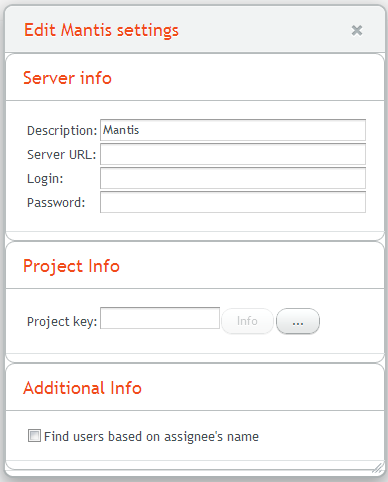 Edit Mantis settings
Server info
Description: Mantis
Server URL:
Login:
Password:
Project Info
Project key: Info ...
Additional Info
Find users based on assignee's name